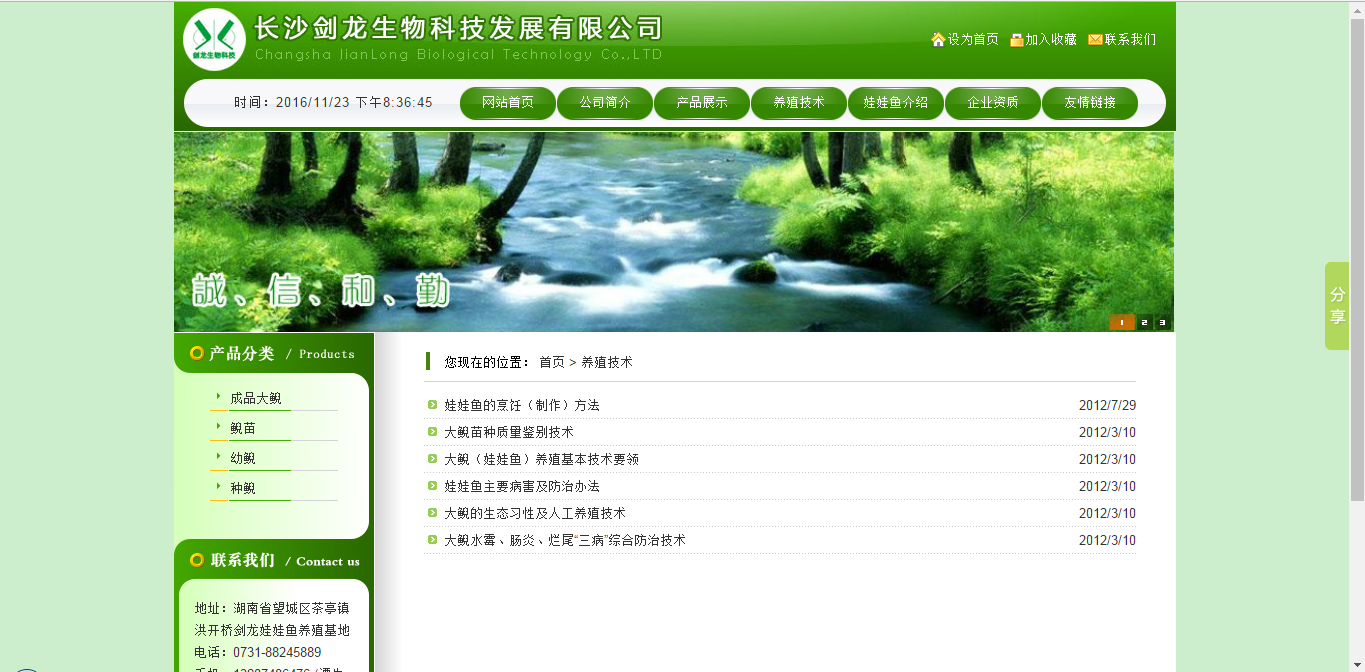 长沙剑龙生物科技发展有限公司
Changsha JianLong Biological Technology Co.,LTD
剑龙生物科技
设为首页 加入收藏 联系我们
时间：2016/11/23 下午8:36:45
网站首页 公司简介 产品展示 养殖技术 娃娃鱼介绍 企业资质 友情链接
誠、信、和、勤
1 2 3
分享
产品分类 / Products
成品大鲵
鲵苗
幼鲵
种鲵
联系我们 / Contact us
地址：湖南省望城区茶亭镇
洪开桥剑龙娃娃鱼养殖基地
电话：0731-88245889
您现在的位置： 首页 > 养殖技术
娃娃鱼的烹饪（制作）方法 2012/7/29
大鲵苗种质量鉴别技术 2012/3/10
大鲵（娃娃鱼）养殖基本技术要领 2012/3/10
娃娃鱼主要病害及防治办法 2012/3/10
大鲵的生态习性及人工养殖技术 2012/3/10
大鲵水霉、肠炎、烂尾“三病”综合防治技术 2012/3/10